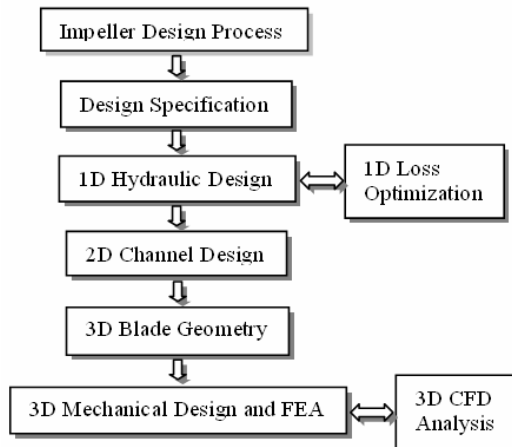 Impeller Design Process
Design Specification
1D Hydraulic Design
1D Loss
Optimization
2D Channel Design
3D Blade Geometry
3D Mechanical Design and FEA
3D CFD
Analysis